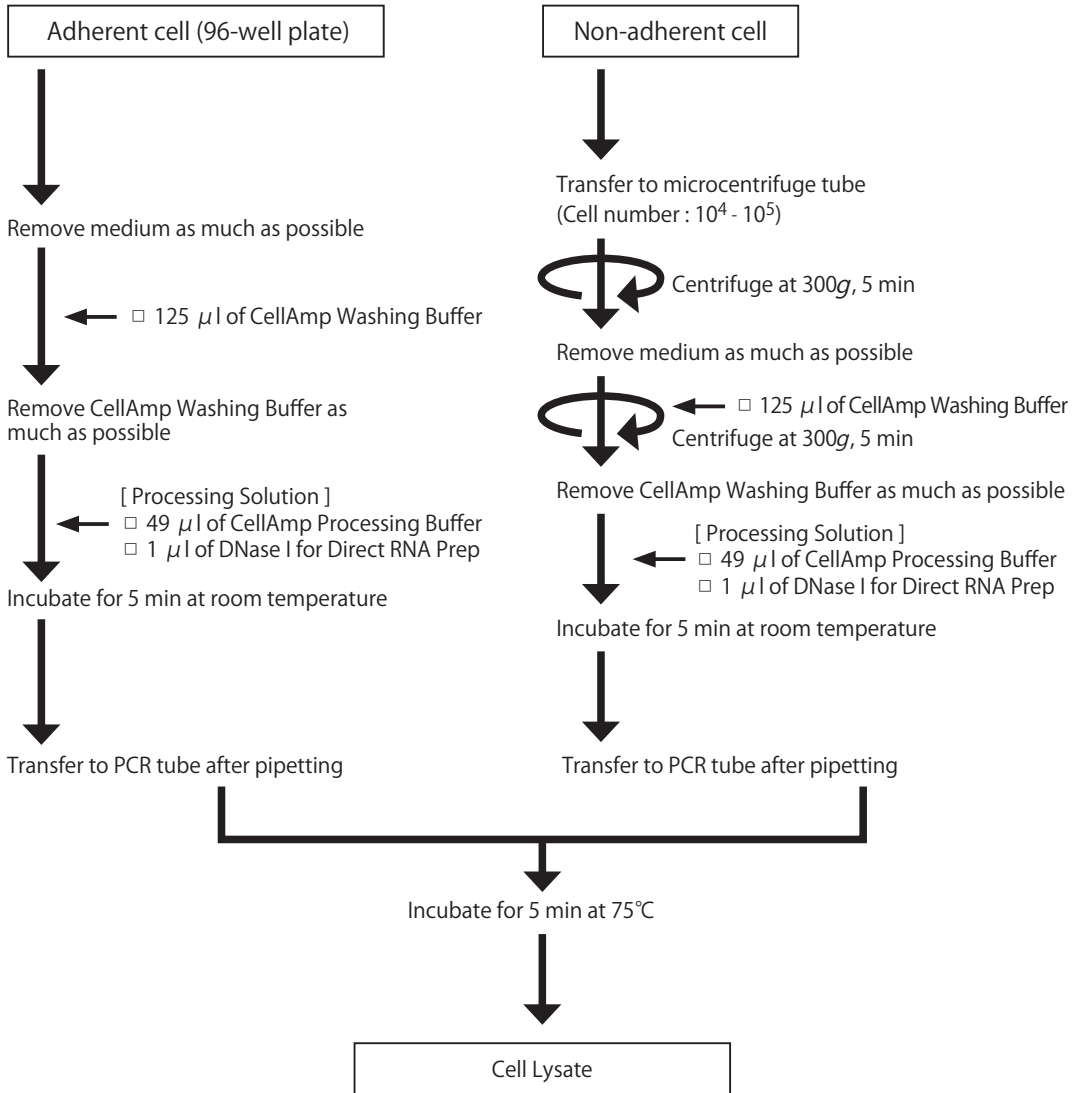 Adherent cell (96-well plate)
Remove medium as much as possible
□ 125 μl of CellAmp Washing Buffer
Remove CellAmp Washing Buffer as
much as possible
[ Processing Solution ]
□ 49 μl of CellAmp Processing Buffer
□ 1 μl of DNase I for Direct RNA Prep
Incubate for 5 min at room temperature
Transfer to PCR tube after pipetting
Non-adherent cell
Transfer to microcentrifuge tube
(Cell number : 10⁴ - 10⁵)
Centrifuge at 300g, 5 min
Remove medium as much as possible
□ 125 μl of CellAmp Washing Buffer
Centrifuge at 300g, 5 min
Remove CellAmp Washing Buffer as much as possible
[ Processing Solution ]
□ 49 μl of CellAmp Processing Buffer
□ 1 μl of DNase I for Direct RNA Prep
Incubate for 5 min at room temperature
Transfer to PCR tube after pipetting
Incubate for 5 min at 75℃
Cell Lysate